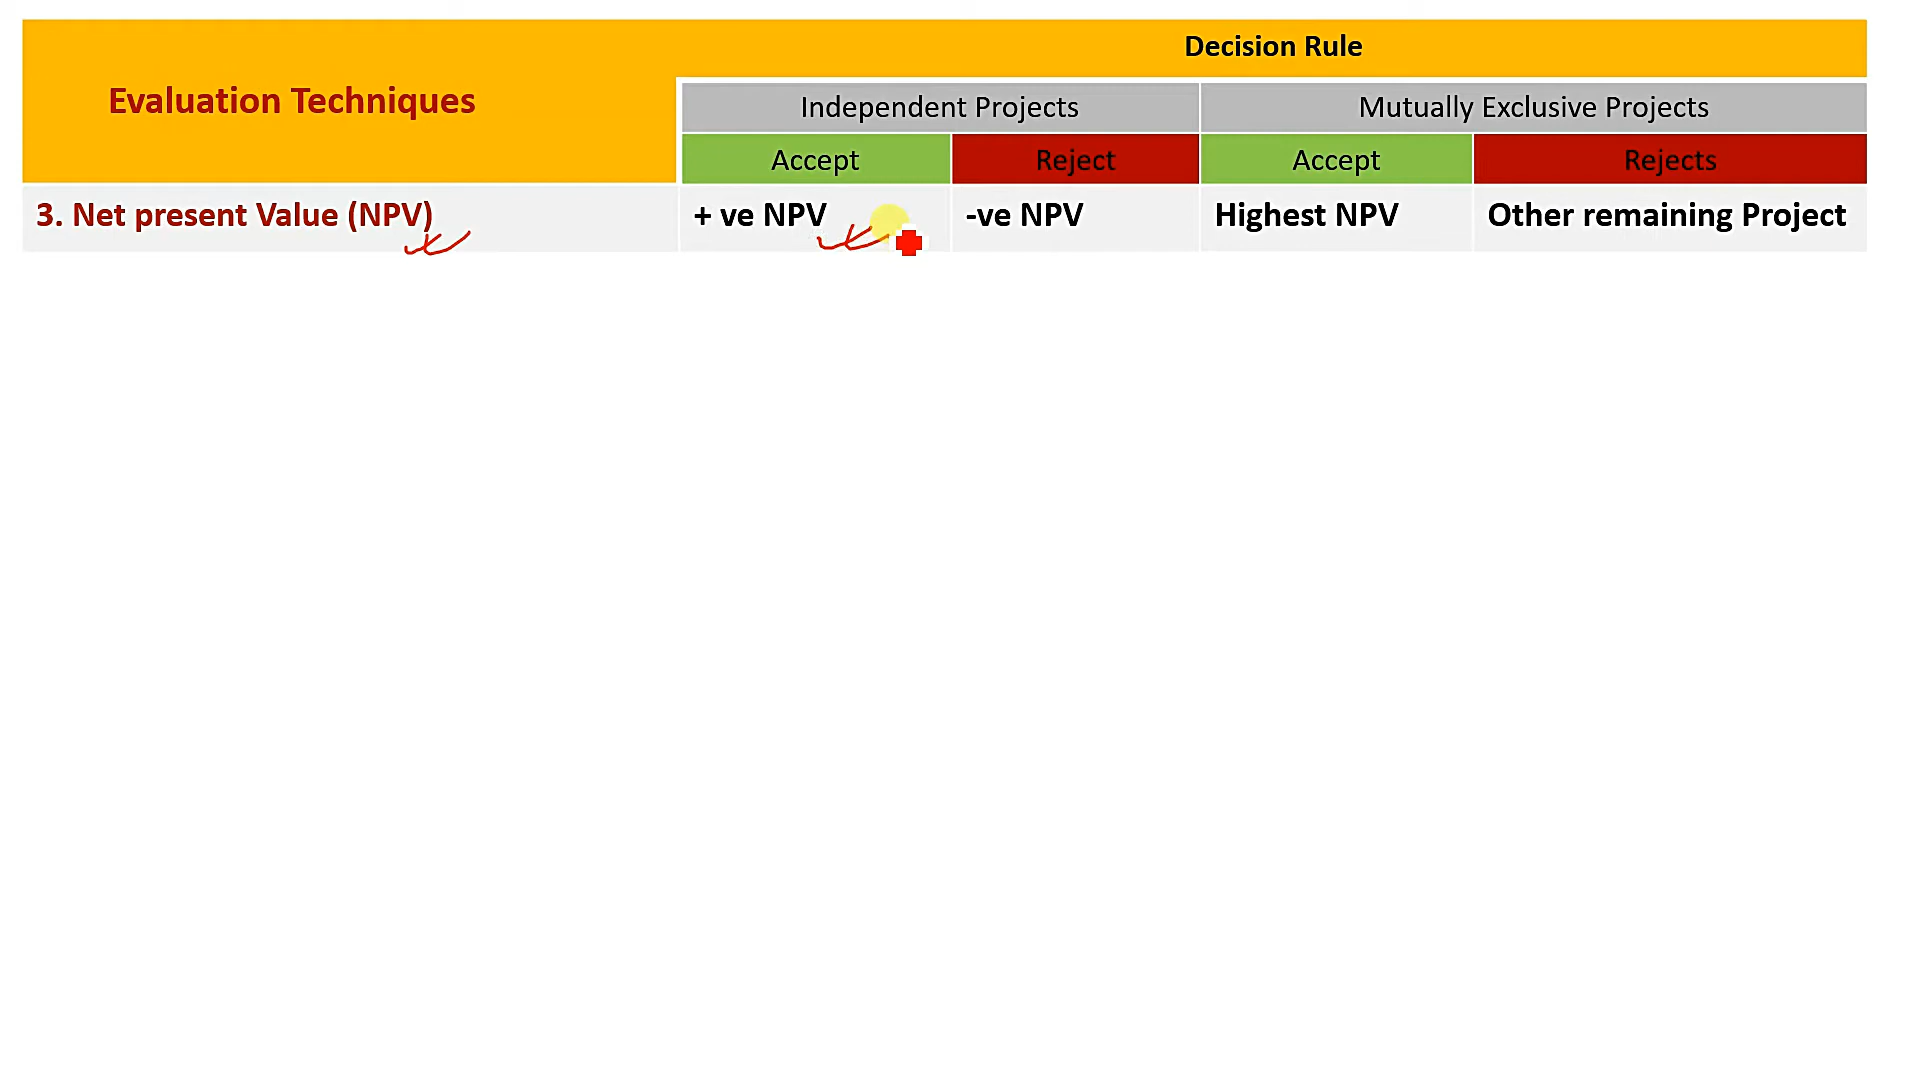 Decision Rule
Evaluation Techniques
Independent Projects Mutually Exclusive Projects
Accept Reject Accept Rejects
3. Net present Value (NPV) + ve NPV -ve NPV Highest NPV Other remaining Project